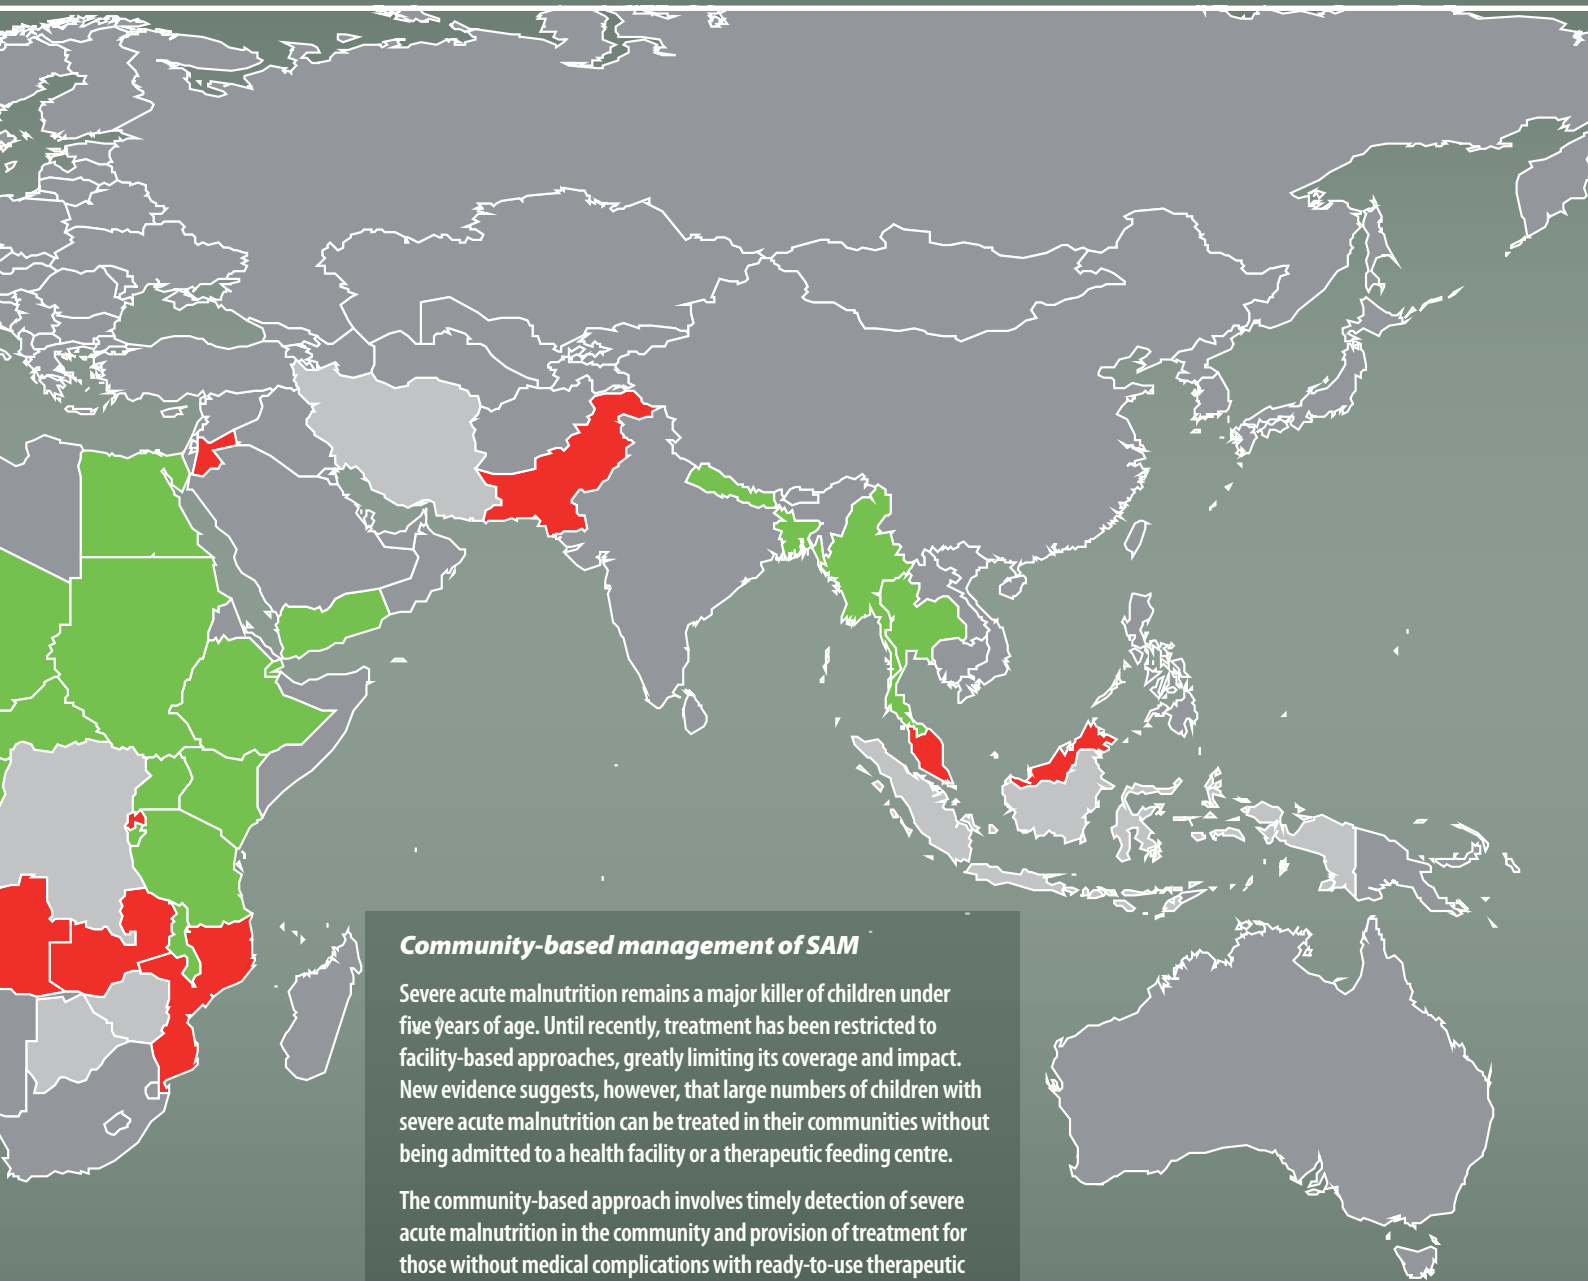 Community-based management of SAM
Severe acute malnutrition remains a major killer of children under
five years of age. Until recently, treatment has been restricted to
facility-based approaches, greatly limiting its coverage and impact.
New evidence suggests, however, that large numbers of children with
severe acute malnutrition can be treated in their communities without
being admitted to a health facility or a therapeutic feeding centre.
The community-based approach involves timely detection of severe
acute malnutrition in the community and provision of treatment for
those without medical complications with ready-to-use therapeutic